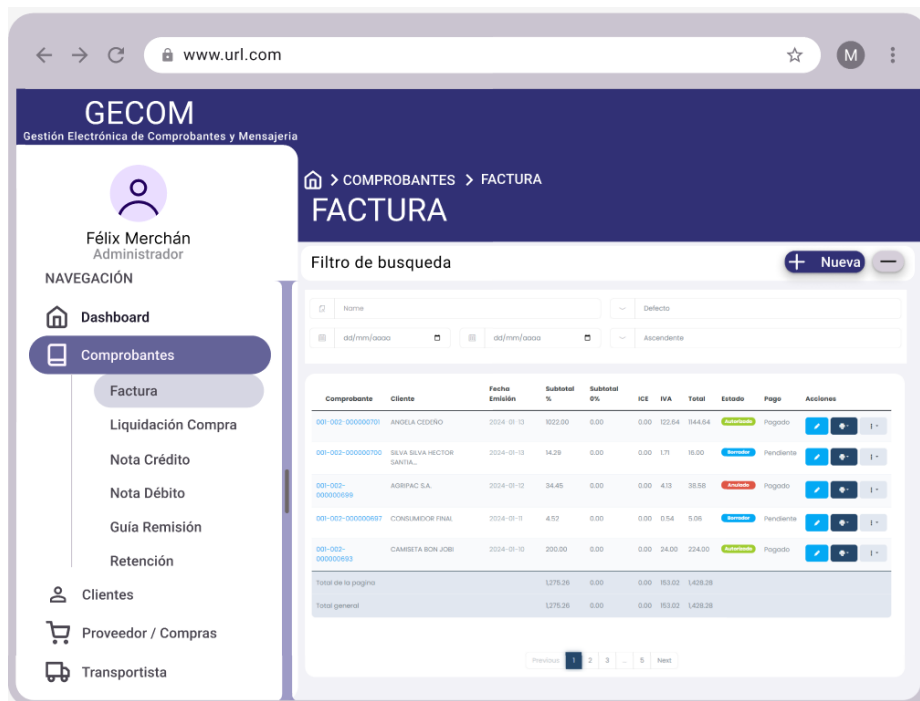 www.url.com
M
GECOM
Gestión Electrónica de Comprobantes y Mensajeria
Félix Merchán
Administrador
NAVEGACIÓN
Dashboard
Comprobantes
Factura
Liquidación Compra
Nota Crédito
Nota Débito
Guía Remisión
Retención
Clientes
Proveedor / Compras
Transportista
> COMPROBANTES > FACTURA
FACTURA
Filtro de busqueda
+ Nueva
Name
Defecto
dd/mm/aaaa dd/mm/aaaa
Ascendente
Comprobante Cliente Fecha Emisión Subtotal % Subtotal 0% ICE IVA Total Estado Pago Acciones
001-002-000000701 ANGELA CEDEÑO 2024-01-13 1022.00 0.00 0.00 122.64 1144.64 Autorizado Pagado
001-002-000000700 SILVA SILVA HECTOR SANTIA... 2024-01-13 14.29 0.00 0.00 1.71 16.00 Borrador Pendiente
001-002-000000699 AGRIPAC S.A. 2024-01-12 34.45 0.00 0.00 4.13 38.58 Anulado Pagado
001-002-000000697 CONSUMIDOR FINAL 2024-01-11 4.52 0.00 0.00 0.54 5.06 Borrador Pendiente
001-002-000000693 CAMISETA BON JOBI 2024-01-10 200.00 0.00 0.00 24.00 224.00 Autorizado Pagado
Total de la pagina 1,275.26 0.00 0.00 153.02 1,428.28
Total general 1,275.26 0.00 0.00 153.02 1,428.28
Previous 1 2 3 ... 5 Next